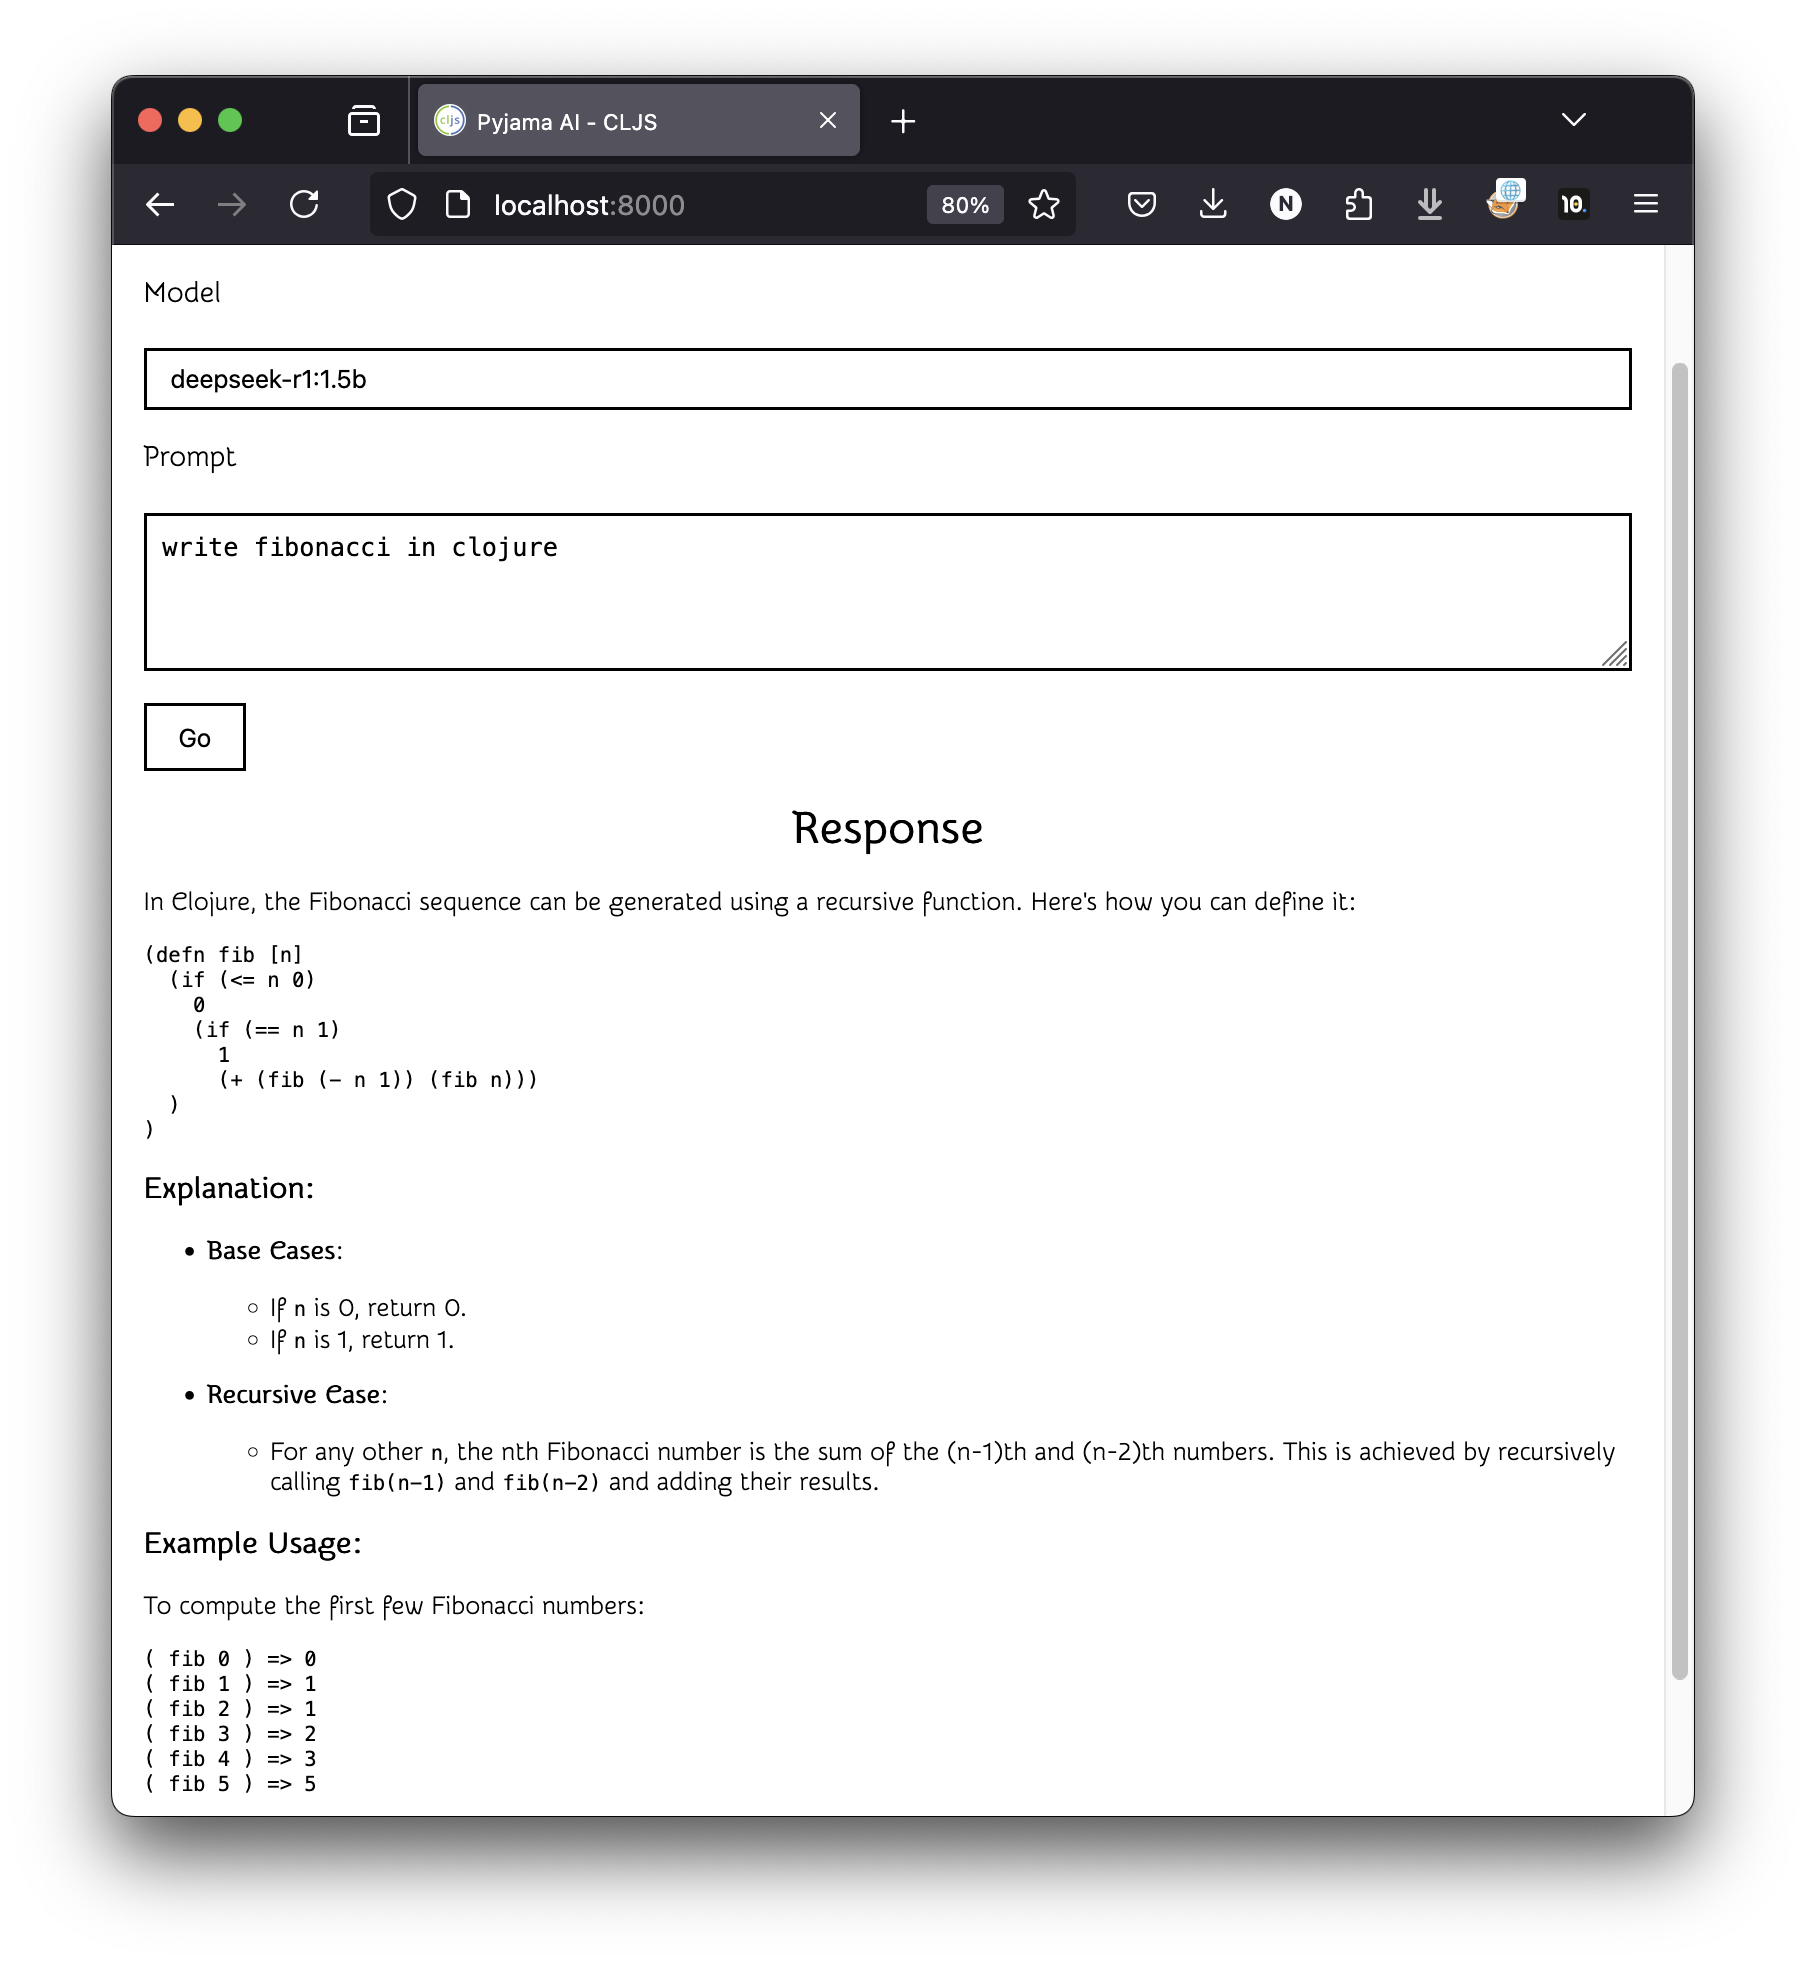 cljs Pyjama AI - CLJS
localhost:8000 80% N 10.
Model
deepseek-r1:1.5b
Prompt
write fibonacci in clojure
Go
Response
In Clojure, the Fibonacci sequence can be generated using a recursive function. Here's how you can define it:
(defn fib [n]
  (if (<= n 0)
    0
    (if (== n 1)
      1
      (+ (fib (- n 1)) (fib n)))
  )
)
Explanation:
• Base Cases:
◦ If n is 0, return 0.
◦ If n is 1, return 1.
• Recursive Case:
◦ For any other n, the nth Fibonacci number is the sum of the (n-1)th and (n-2)th numbers. This is achieved by recursively
calling fib(n-1) and fib(n-2) and adding their results.
Example Usage:
To compute the first few Fibonacci numbers:
( fib 0 ) => 0
( fib 1 ) => 1
( fib 2 ) => 1
( fib 3 ) => 2
( fib 4 ) => 3
( fib 5 ) => 5